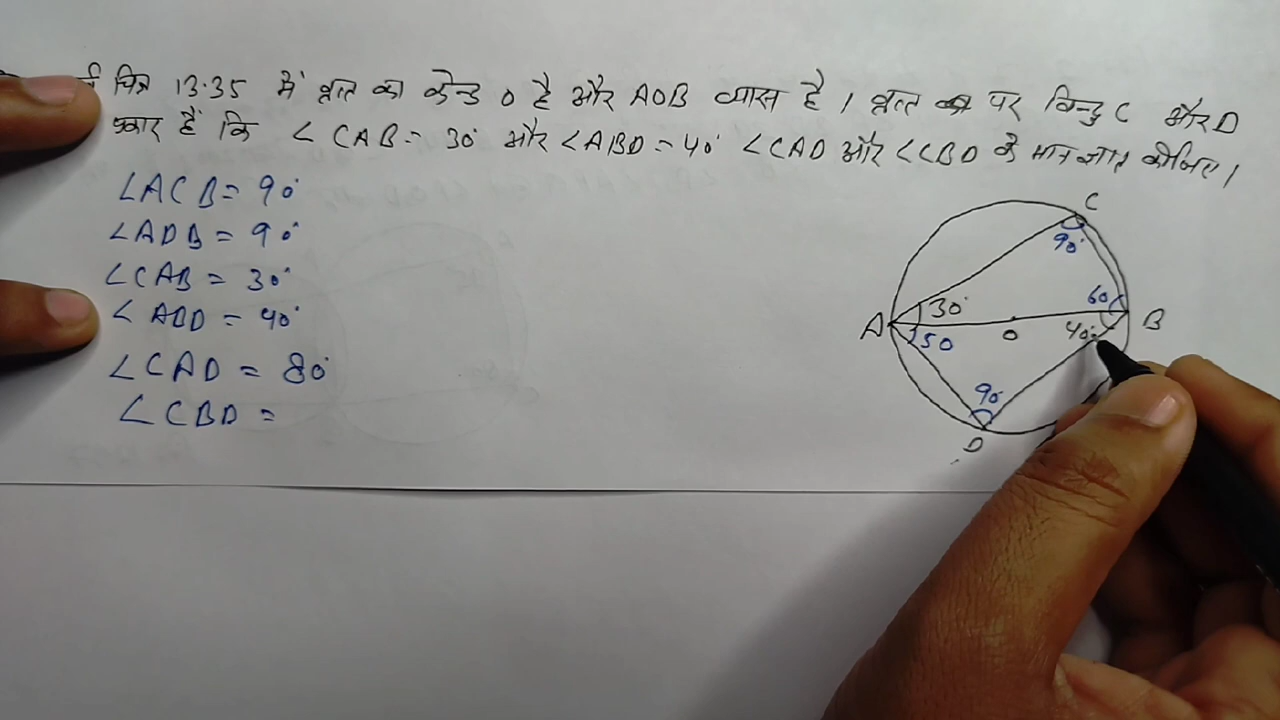 चित्र 13.35 में वृत्त का केन्द्र O है और AOB व्यास है। वृत्त पर बिन्दु C और D
प्रकार हैं कि ∠CAB = 30° और ∠ABD = 40° ∠CAD और ∠CBD के मान ज्ञात कीजिए।
∠ACB = 90°
∠ADB = 90°
∠CAB = 30°
∠ABD = 40°
∠CAD = 80°
∠CBD =
C
90°
60
30°
A
B
O
40°
50
90
D